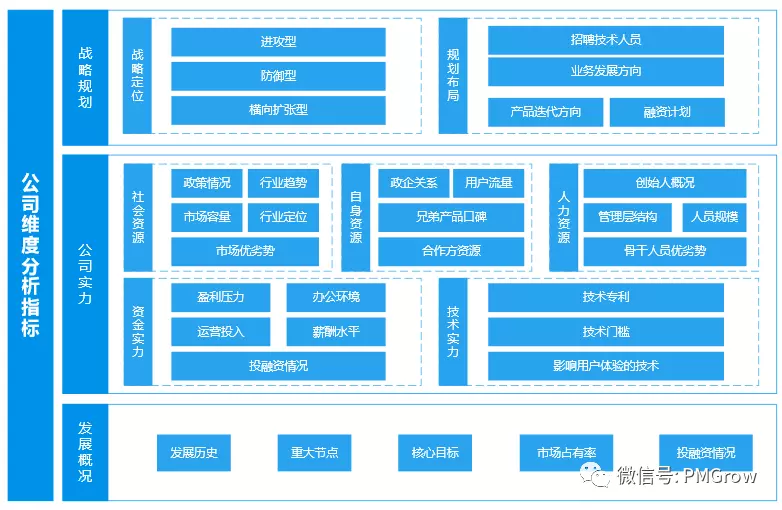 公司维度分析指标
战略规划
战略定位
进攻型
防御型
横向扩张型
规划布局
招聘技术人员
业务发展方向
产品迭代方向
融资计划
公司实力
社会资源
政策情况
行业趋势
市场容量
行业定位
市场优劣势
自身资源
政企关系
用户流量
兄弟产品口碑
合作方资源
人力资源
创始人概况
管理层结构
人员规模
骨干人员优劣势
资金实力
盈利压力
办公环境
运营投入
薪酬水平
投融资情况
技术实力
技术专利
技术门槛
影响用户体验的技术
发展概况
发展历史
重大节点
核心目标
市场占有率
投融资情况
微信号: PMGrow